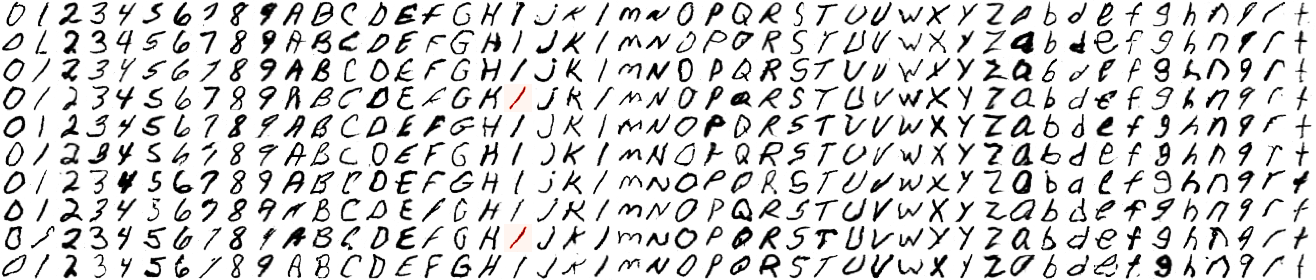 0 1 2 3 4 5 6 7 8 9 A B C D E F G H I J K l m N O P Q R S T U V W X Y Z a b d e f g h n q r t
0 1 2 3 4 5 6 7 8 9 A B C D E F G H I J K l m N O P Q R S T U V W X Y Z a b d e f g h n q r t
0 1 2 3 4 5 6 7 8 9 A B C D E F G H I J K l m N O P Q R S T U V W X Y Z a b d e f g h n q r t
0 1 2 3 4 5 6 7 8 9 A B C D E F G H I J K l m N O P Q R S T U V W X Y Z a b d e f g h n q r t
0 1 2 3 4 5 6 7 8 9 A B C D E F G H I J K l m N O P Q R S T U V W X Y Z a b d e f g h n q r t
0 1 2 3 4 5 6 7 8 9 A B C D E F G H I J K l m N O P Q R S T U V W X Y Z a b d e f g h n q r t
0 1 2 3 4 5 6 7 8 9 A B C D E F G H I j K l m N O P Q R S T U V W X Y Z a b d e f g h n q r t
0 1 2 3 4 5 6 7 8 9 A B C D E F G H I J K l m N O P Q R S T U V W X Y Z a b d e f g h n q r t
0 1 2 3 4 5 6 7 8 9 A B C D E F G H I J K l m N O P Q R S T U V W X Y Z a b d e f g h n q r t
0 1 2 3 4 5 6 7 8 9 A B C D E F G H I J K l m N O P Q R S T U V W X Y Z a b d e f g h n q r t